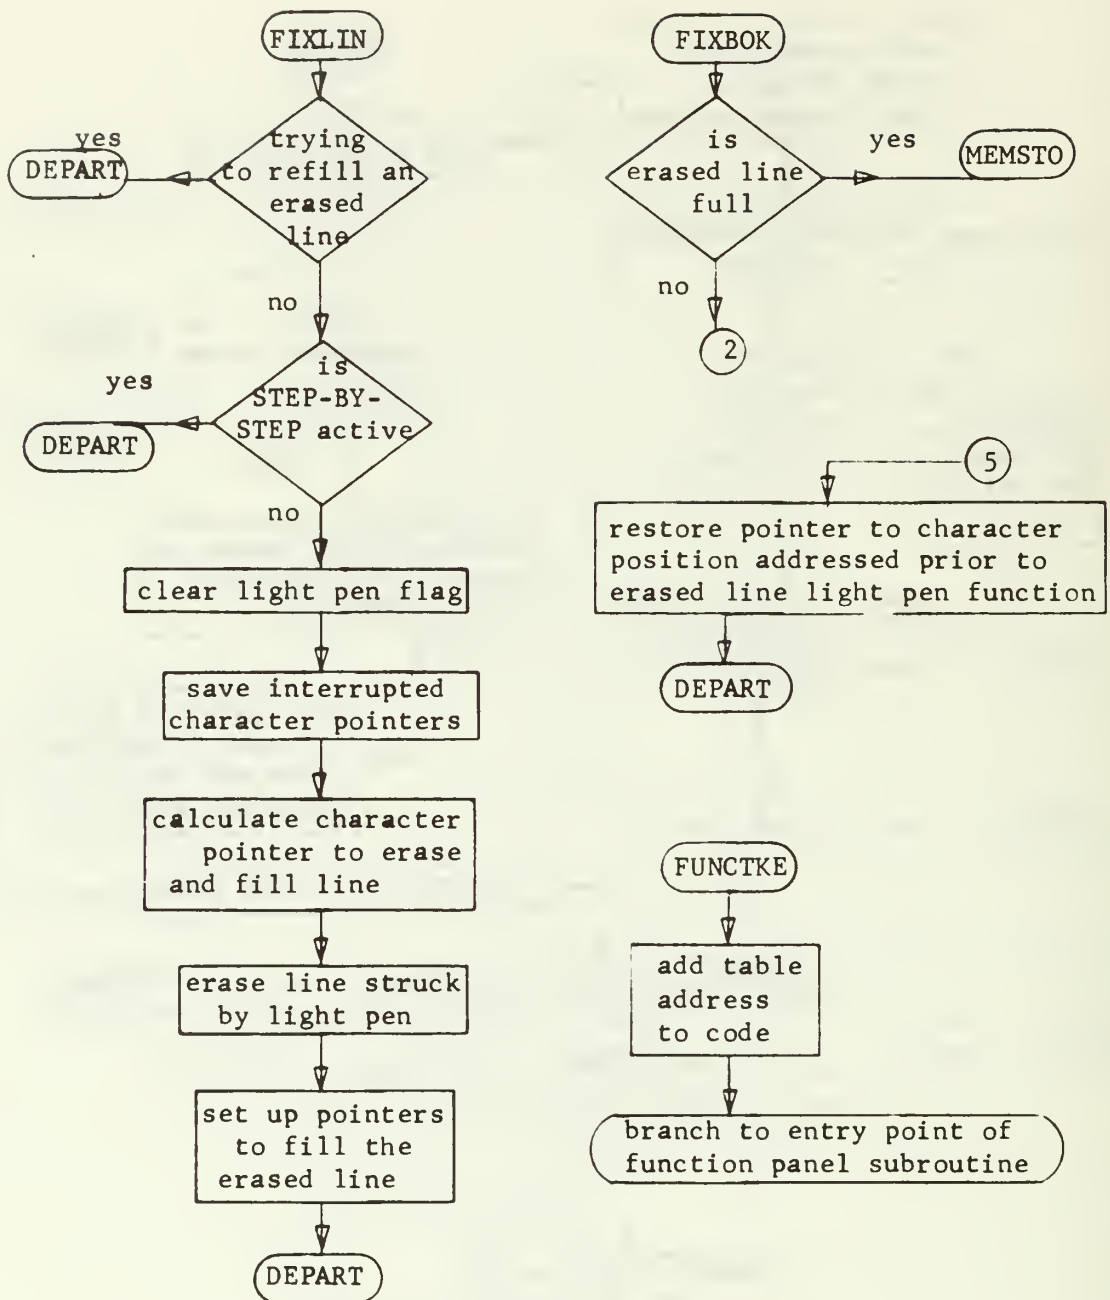 FIXLIN
trying
to refill an
erased
line
yes
DEPART
no
is
STEP-BY-
STEP active
yes
DEPART
no
clear light pen flag
save interrupted
character pointers
calculate character
pointer to erase
and fill line
erase line struck
by light pen
set up pointers
to fill the
erased line
DEPART
FIXBOK
is
erased line
full
yes
MEMSTO
no
2
5
restore pointer to character
position addressed prior to
erased line light pen function
DEPART
FUNCTKE
add table
address
to code
branch to entry point of
function panel subroutine